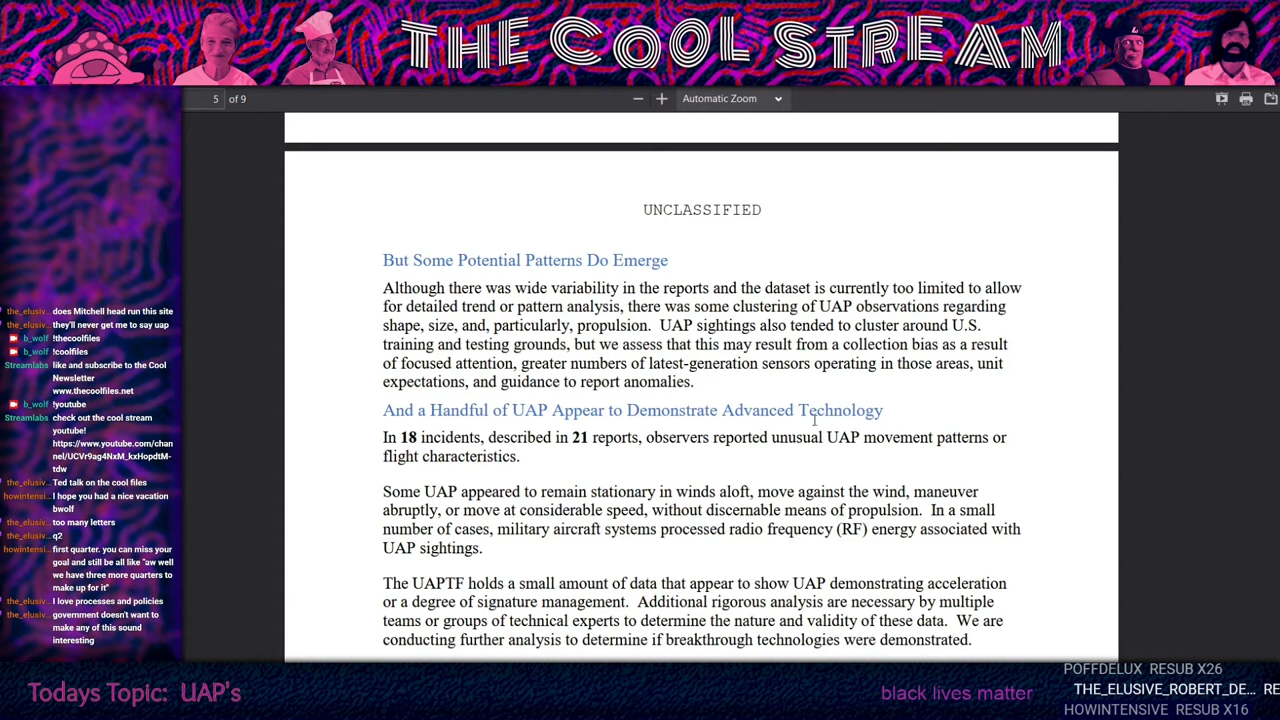 THE COOL STREAM
5 of 9
Automatic Zoom
UNCLASSIFIED
But Some Potential Patterns Do Emerge
Although there was wide variability in the reports and the dataset is currently too limited to allow
for detailed trend or pattern analysis, there was some clustering of UAP observations regarding
shape, size, and, particularly, propulsion. UAP sightings also tended to cluster around U.S.
training and testing grounds, but we assess that this may result from a collection bias as a result
of focused attention, greater numbers of latest-generation sensors operating in those areas, unit
expectations, and guidance to report anomalies.
And a Handful of UAP Appear to Demonstrate Advanced Technology
In 18 incidents, described in 21 reports, observers reported unusual UAP movement patterns or
flight characteristics.
Some UAP appeared to remain stationary in winds aloft, move against the wind, maneuver
abruptly, or move at considerable speed, without discernable means of propulsion. In a small
number of cases, military aircraft systems processed radio frequency (RF) energy associated with
UAP sightings.
The UAPTF holds a small amount of data that appear to show UAP demonstrating acceleration
or a degree of signature management. Additional rigorous analysis are necessary by multiple
teams or groups of technical experts to determine the nature and validity of these data. We are
conducting further analysis to determine if breakthrough technologies were demonstrated.
the_elusiv... does Mitchell head run this site
the_elusiv... they'll never get me to say uap
b_wolf !thecoolfiles
b_wolf !coolfiles
Streamlabs like and subscribe to the Cool
Newsletter
www.thecoolfiles.net
b_wolf !youtube
Streamlabs check out the cool stream
youtube!
https://www.youtube.com/chan
nel/UCVr9ag4NxM_kxHopdtM-
tdw
the_elusiv... Ted talk on the cool files
howintensi... I hope you had a nice vacation
bwolf
the_elusiv... too many letters
the_elusiv... q2
howintensi... first quarter. you can miss your
goal and still be all like "aw well
we have three more quarters to
make up for it"
the_elusiv... I love processes and policies
the_elusiv... government doesn't want to
make any of this sound
interesting
Todays Topic: UAP's
black lives matter
POFFDELUX RESUB X26
THE_ELUSIVE_ROBERT_DE... RE
HOWINTENSIVE RESUB X16